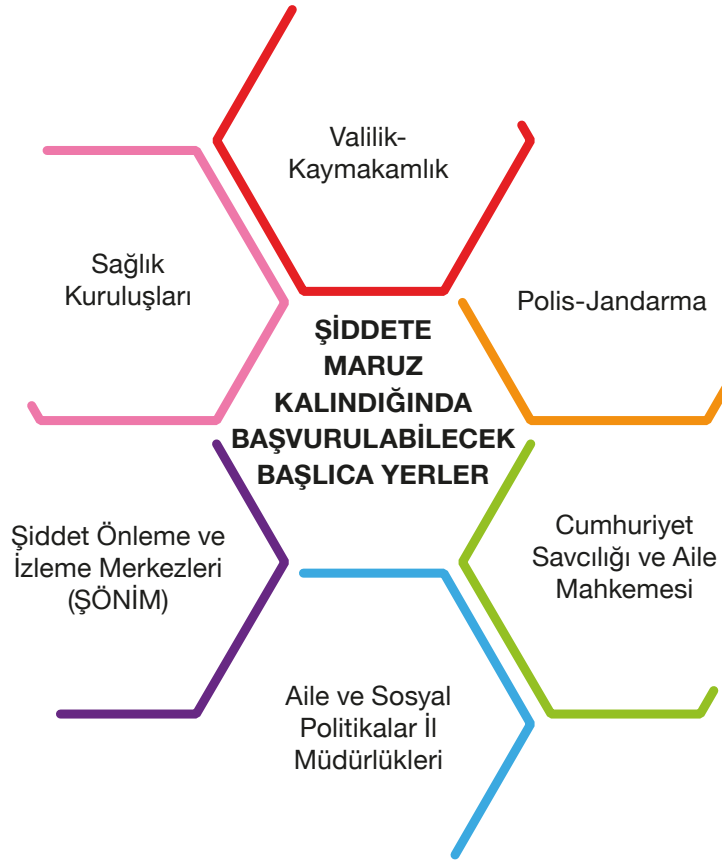 Valilik-
Kaymakamlık
Sağlık
Kuruluşları
Polis-Jandarma
ŞİDDETE
MARUZ
KALINDIĞINDA
BAŞVURULABİLECEK
BAŞLICA YERLER
Şiddet Önleme ve
İzleme Merkezleri
(ŞÖNİM)
Cumhuriyet
Savcılığı ve Aile
Mahkemesi
Aile ve Sosyal
Politikalar İl
Müdürlükleri